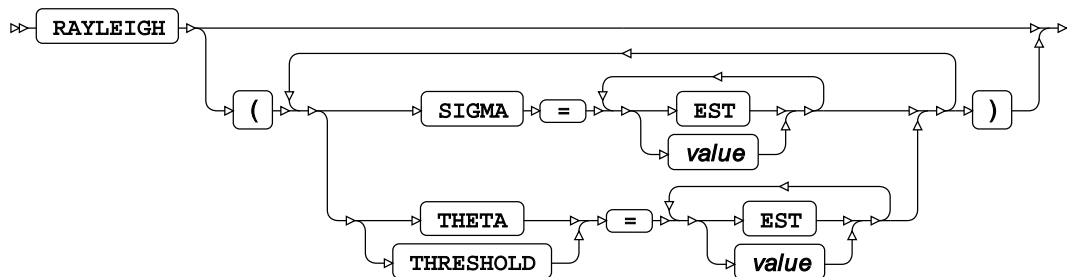 RAYLEIGH
( SIGMA = EST )
value
THETA = EST
THRESHOLD value